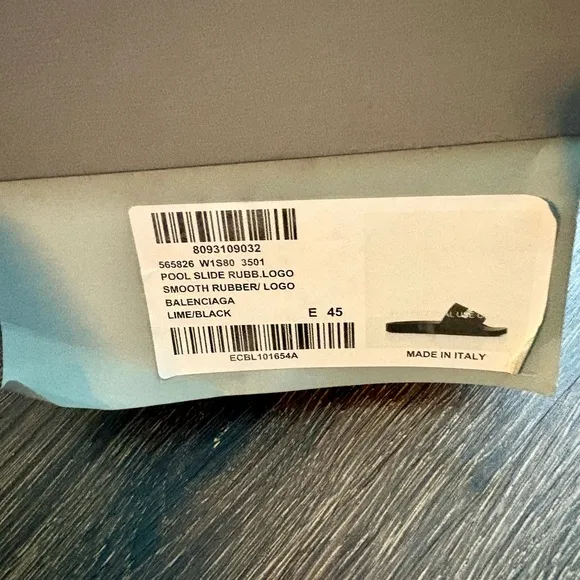 8093109032
565826 W1S80 3501
POOL SLIDE RUBB.LOGO
SMOOTH RUBBER/ LOGO
BALENCIAGA
LIME/BLACK E 45
ECBL101654A
MADE IN ITALY